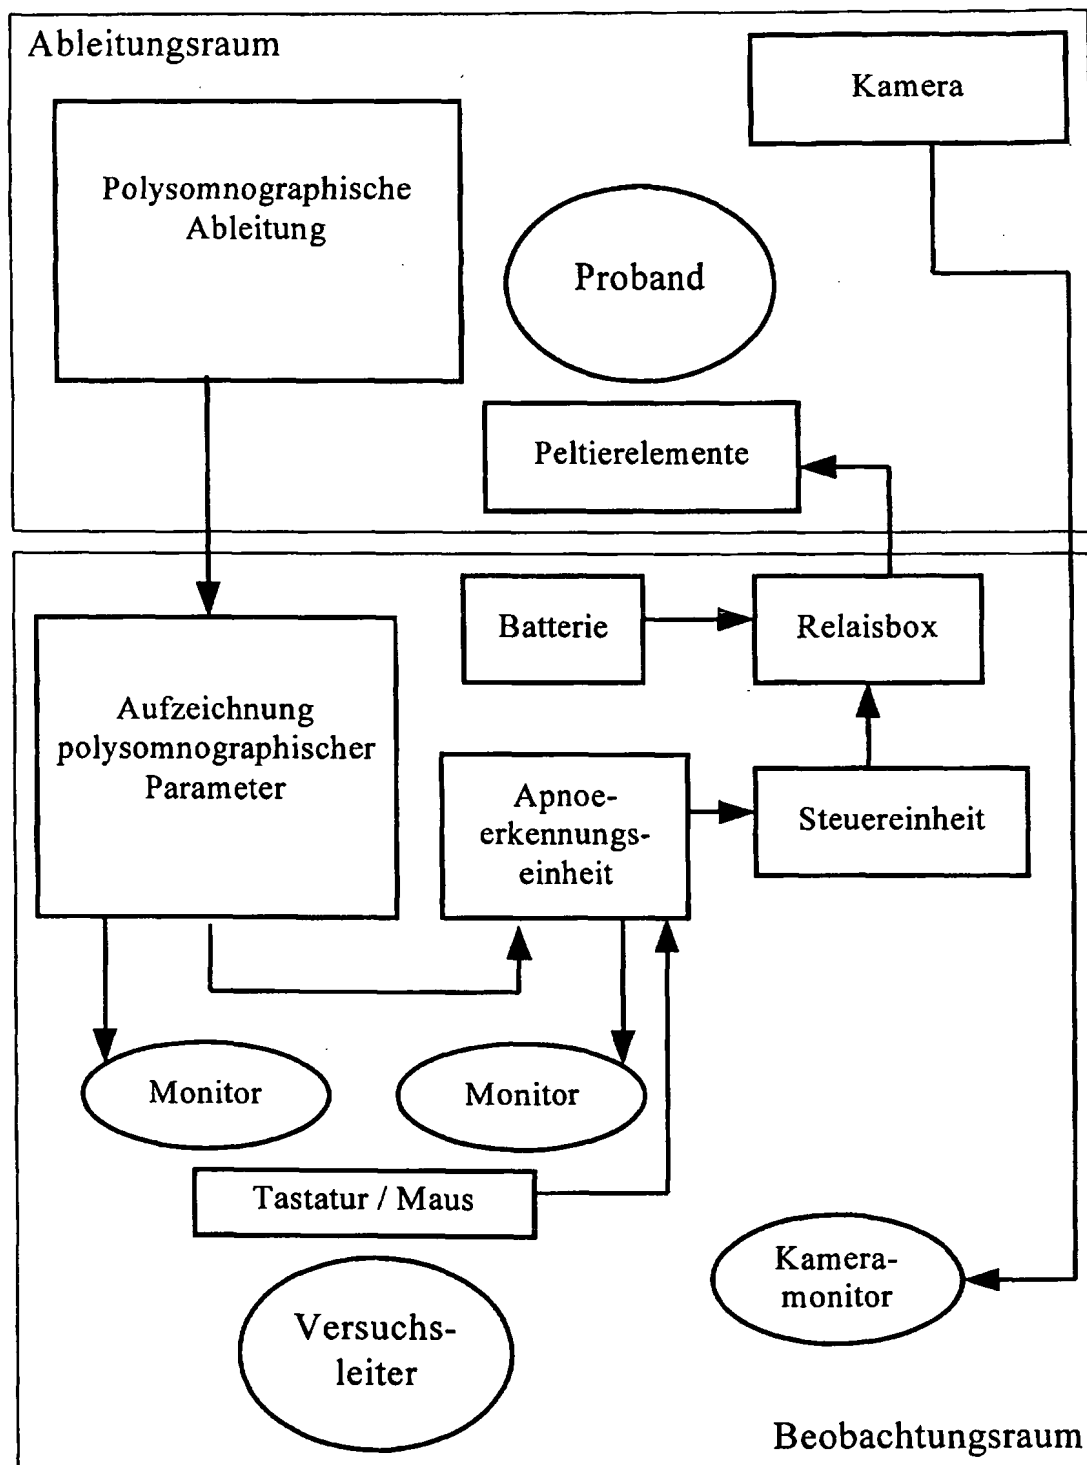 Ableitungsraum
Kamera
Polysomnographische
Ableitung
Proband
Peltierelemente
Batterie
Relaisbox
Aufzeichnung
polysomnographischer
Parameter
Apnoe-
erkennungs-
einheit
Steuereinheit
Monitor
Monitor
Tastatur / Maus
Kamera-
monitor
Versuchs-
leiter
Beobachtungsraum